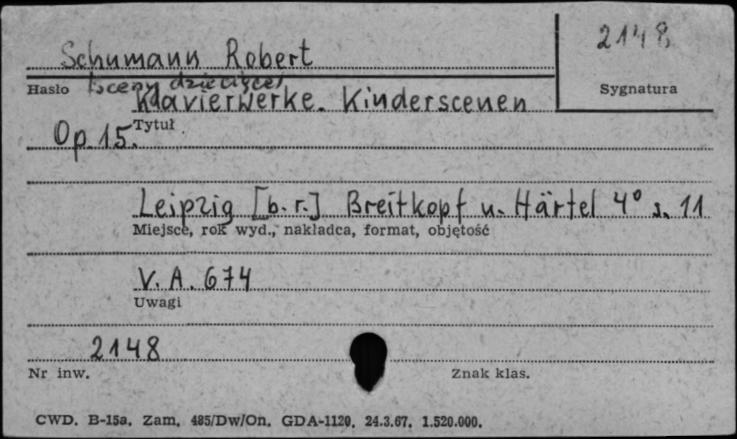 2148
Schumann Robert
Hasło Sygnatura
(sceny dziecięce)
Klavierwerke. Kinderscenen
Tytuł
Op. 15.
Leipzig [b. r.] Breitkopf u. Härtel 4° s. 11
Miejsce, rok wyd., nakładca, format, objętość
V. A. 674
Uwagi
2148
Nr inw. Znak klas.
CWD. B-15a. Zam. 485/Dw/On. GDA-1120. 24.3.67. 1.520.000.